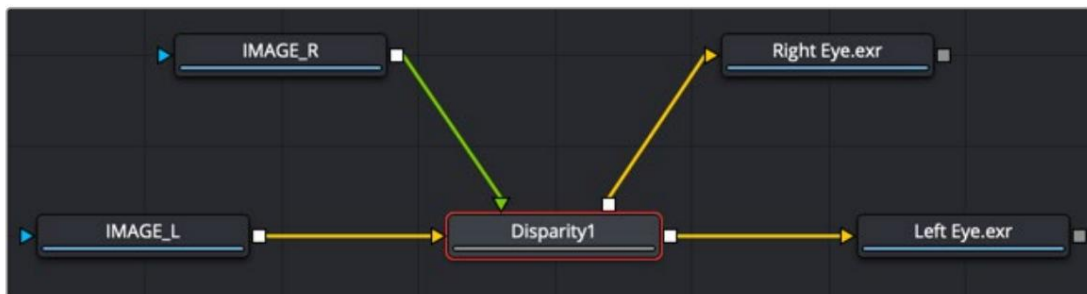 IMAGE_R
Right Eye.exr
IMAGE_L
Disparity1
Left Eye.exr